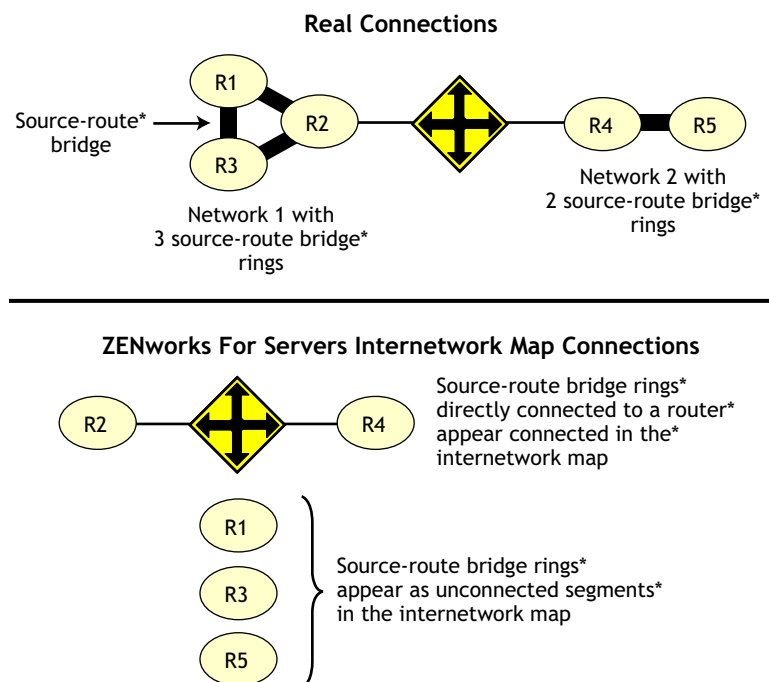 Real Connections
R1
Source-route*
bridge
R2
R3
R4
R5
Network 1 with
3 source-route bridge*
rings
Network 2 with
2 source-route bridge*
rings
ZENworks For Servers Internetwork Map Connections
R2
R4
Source-route bridge rings*
directly connected to a router*
appear connected in the*
internetwork map
R1
R3
R5
Source-route bridge rings*
appear as unconnected segments*
in the internetwork map